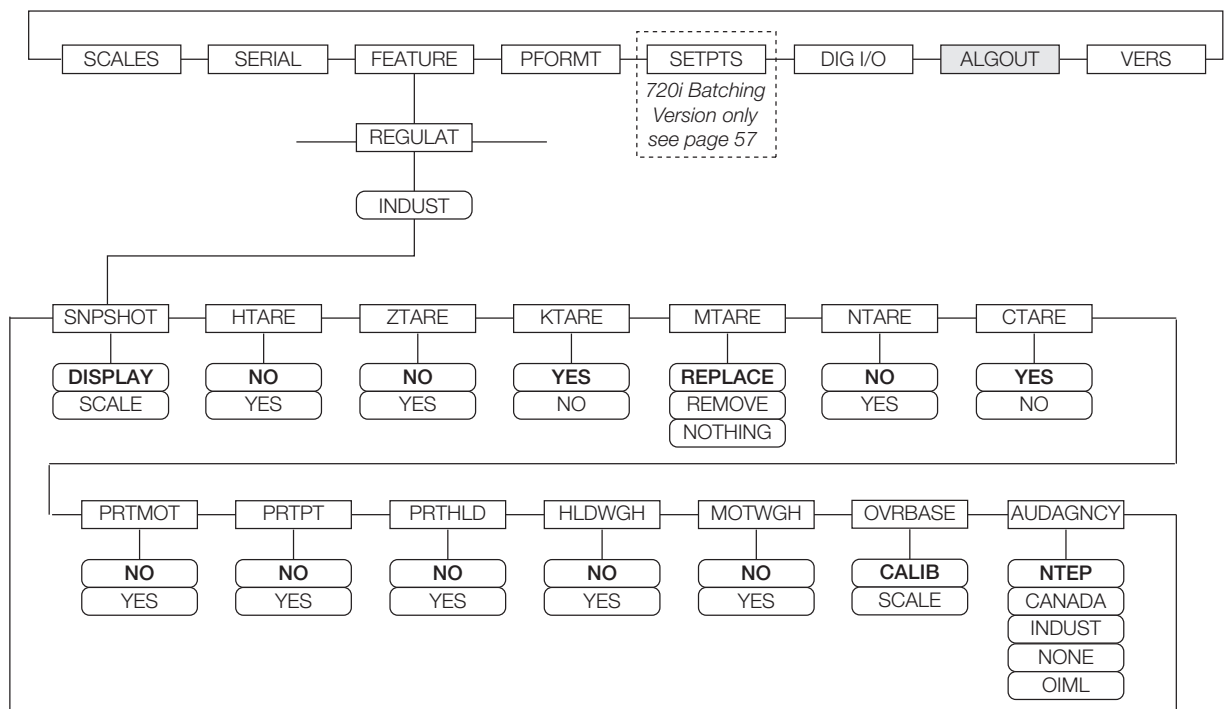 SCALES SERIAL FEATURE PFORMT SETPTS DIG I/O ALGOUT VERS
720i Batching
Version only
see page 57
REGULAT
INDUST
SNPSHOT HTARE ZTARE KTARE MTARE NTARE CTARE
DISPLAY NO NO YES REPLACE NO YES
SCALE YES YES NO REMOVE YES NO
NOTHING
PRTMOT PRTPT PRTHLD HLDWGH MOTWGH OVRBASE AUDAGNCY
NO NO NO NO NO CALIB NTEP
YES YES YES YES YES SCALE CANADA
INDUST
NONE
OIML